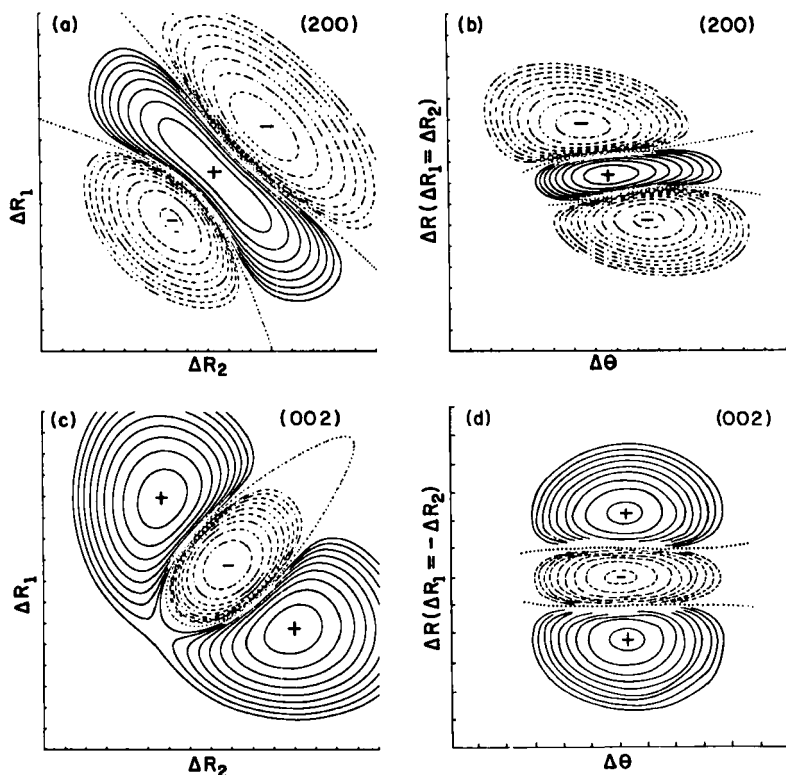 (a) (200)
ΔR₁
ΔR₂
+
−
−
(b) (200)
ΔR (ΔR₁ = ΔR₂)
Δθ
−
+
−
(c) (002)
ΔR₁
ΔR₂
+
−
+
(d) (002)
ΔR (ΔR₁ = −ΔR₂)
Δθ
+
−
+